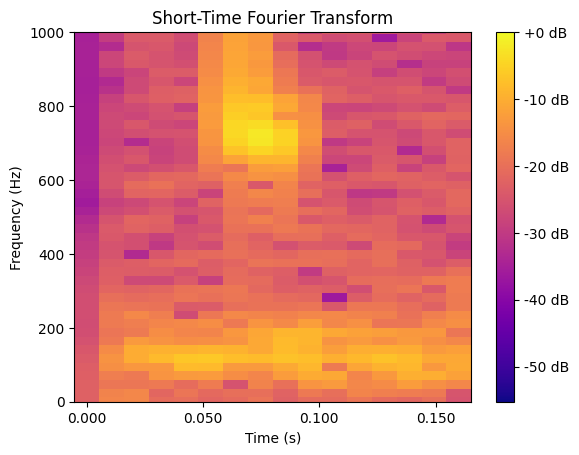 Short-Time Fourier Transform
Frequency (Hz)
1000
800
600
400
200
0
0.000
0.050
0.100
0.150
Time (s)
+0 dB
-10 dB
-20 dB
-30 dB
-40 dB
-50 dB